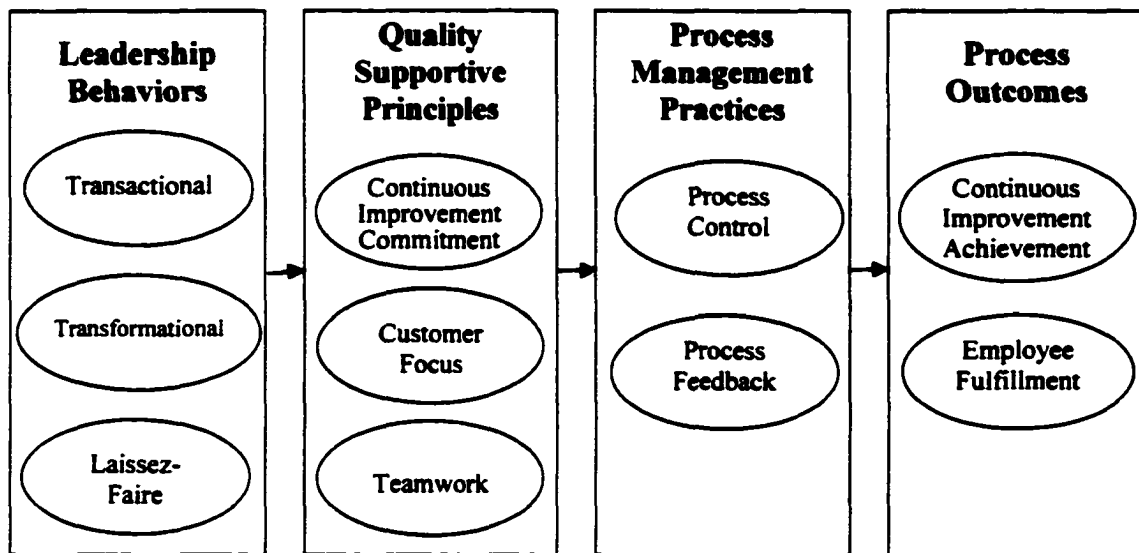 Leadership
Behaviors
Transactional
Transformational
Laissez-
Faire
Quality
Supportive
Principles
Continuous
Improvement
Commitment
Customer
Focus
Teamwork
Process
Management
Practices
Process
Control
Process
Feedback
Process
Outcomes
Continuous
Improvement
Achievement
Employee
Fulfillment